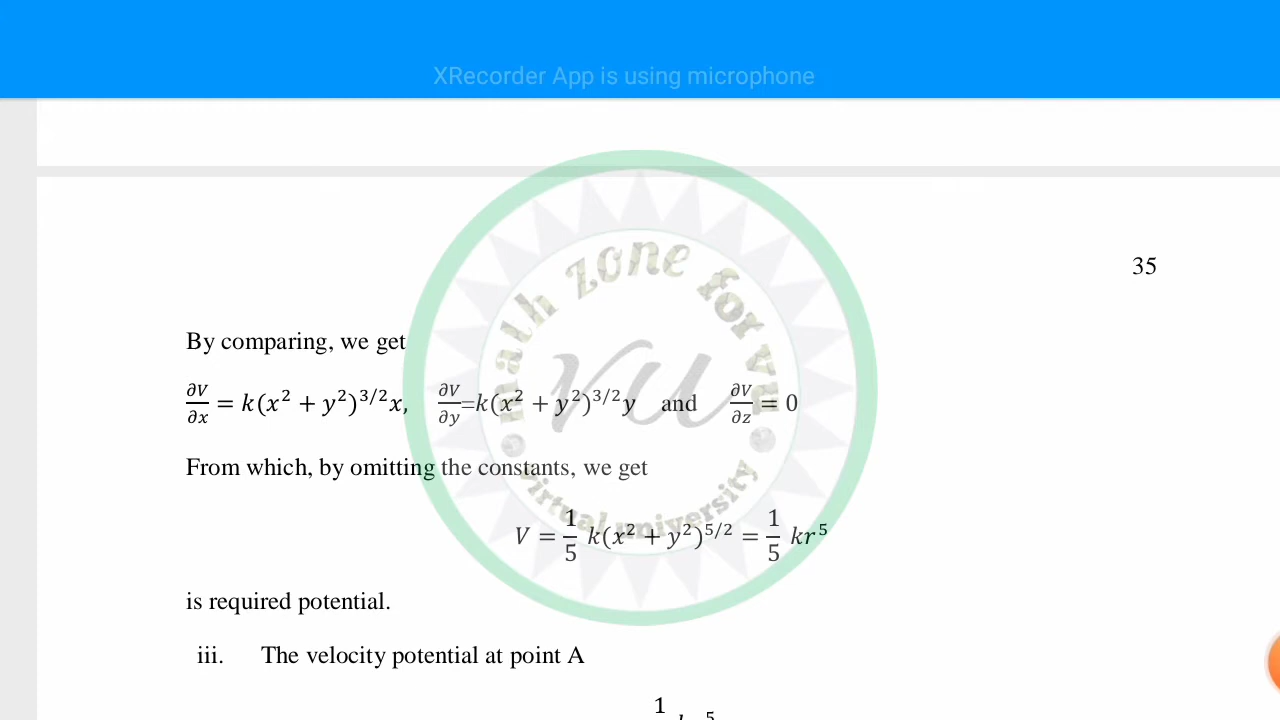 XRecorder App is using microphone
math zone for vu
vu
virtual university
35
By comparing, we get
∂V/∂x = k(x² + y²)^{3/2}x, ∂V/∂y=k(x² + y²)^{3/2}y and ∂V/∂z = 0
From which, by omitting the constants, we get
V = 1/5 k(x² + y²)^{5/2} = 1/5 kr⁵
is required potential.
iii. The velocity potential at point A